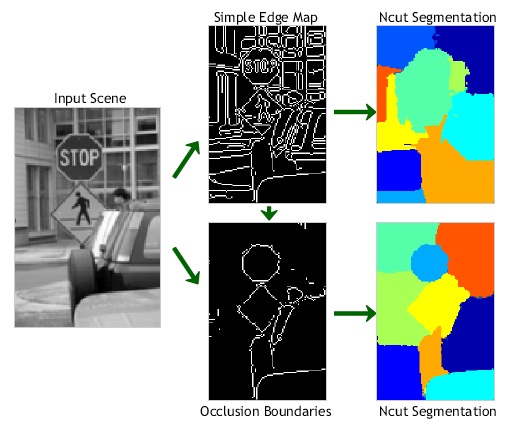 Simple Edge Map
Ncut Segmentation
Input Scene
STOP
STOP
Occlusion Boundaries
Ncut Segmentation